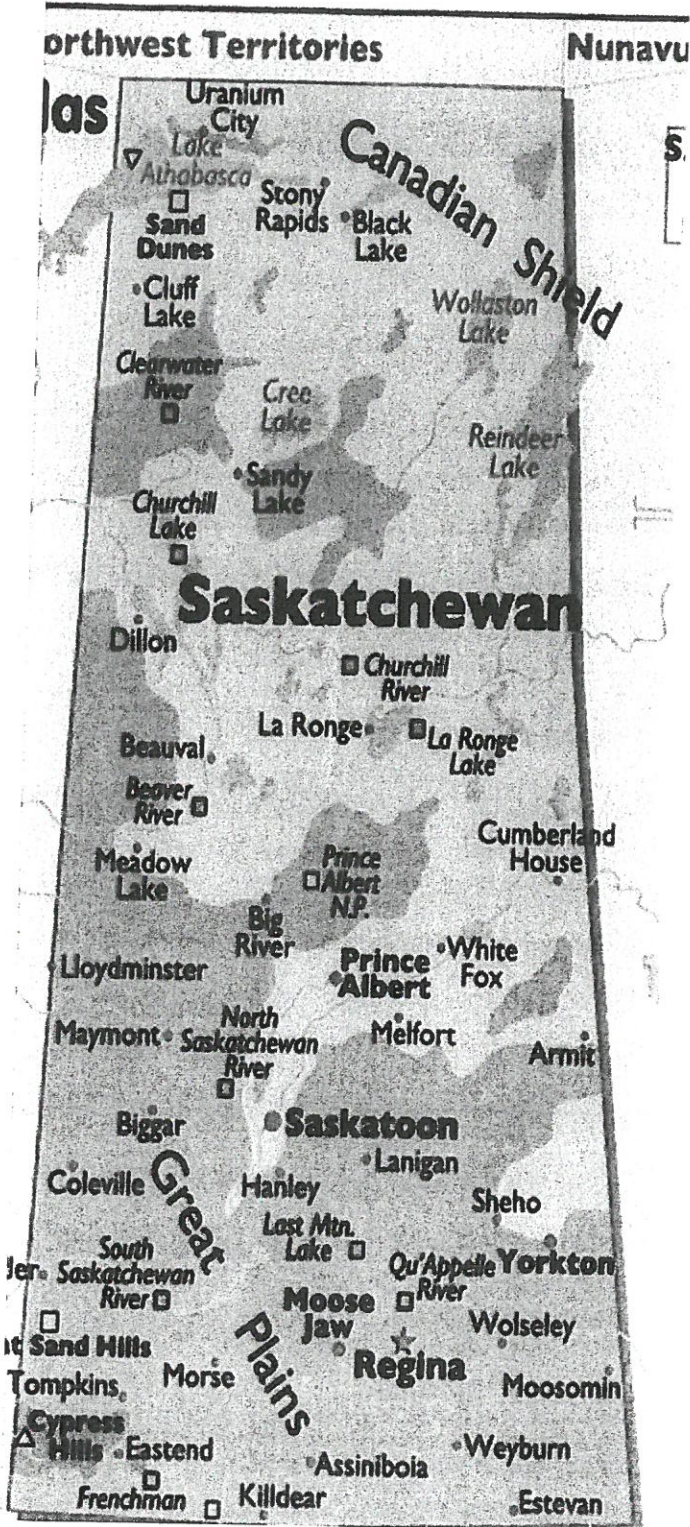 orthwest Territories
Nunavu
las
Uranium
City
Lake
Athabasca
Sand
Dunes
Stony
Rapids
Black
Lake
Canadian Shield
S.
Cluff
Lake
Wollaston
Lake
Clearwater
River
Cree
Lake
Reindeer
Lake
Sandy
Lake
Churchill
Lake
Saskatchewan
Dillon
Churchill
River
La Ronge
La Ronge
Lake
Beauval
Beaver
River
Cumberland
House
Meadow
Lake
Prince
Albert
N.P.
Big
River
Lloydminster
Prince
Albert
White
Fox
Maymont
North
Saskatchewan
River
Melfort
Armit
Biggar
Saskatoon
Lanigan
Coleville
Great Plains
Hanley
Sheho
Last Mtn.
Lake
South
Saskatchewan
River
Qu'Appelle
River
Yorkton
der
Moose
Jaw
Regina
Wolseley
at Sand Hills
Tompkins
Morse
Moosomin
Cypress
Hills
Eastend
Assiniboia
Weyburn
Frenchman
Killdear
Estevan